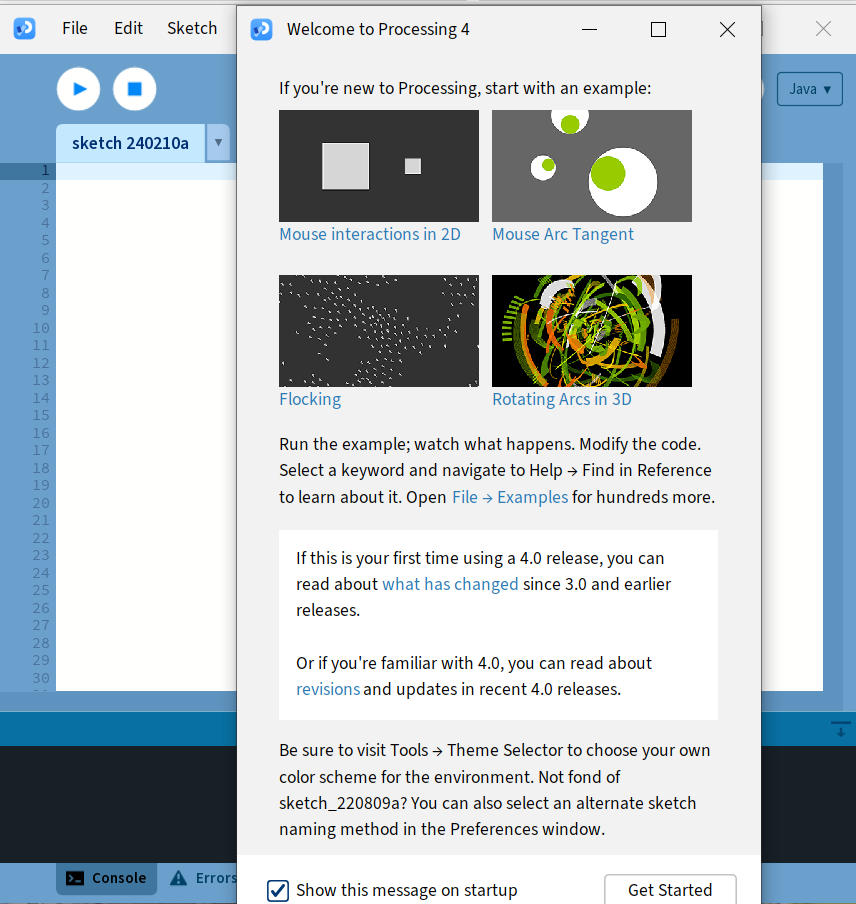 File Edit Sketch
Welcome to Processing 4
Java ▾
sketch 240210a ▾
If you're new to Processing, start with an example:
Mouse interactions in 2D
Mouse Arc Tangent
Flocking
Rotating Arcs in 3D
Run the example; watch what happens. Modify the code.
Select a keyword and navigate to Help → Find in Reference
to learn about it. Open File → Examples for hundreds more.
If this is your first time using a 4.0 release, you can
read about what has changed since 3.0 and earlier
releases.
Or if you're familiar with 4.0, you can read about
revisions and updates in recent 4.0 releases.
Be sure to visit Tools → Theme Selector to choose your own
color scheme for the environment. Not fond of
sketch_220809a? You can also select an alternate sketch
naming method in the Preferences window.
Show this message on startup
Get Started
1
2
3
4
5
6
7
8
9
10
11
12
13
14
15
16
17
18
19
20
21
22
23
24
25
26
27
28
29
30
Console
Errors